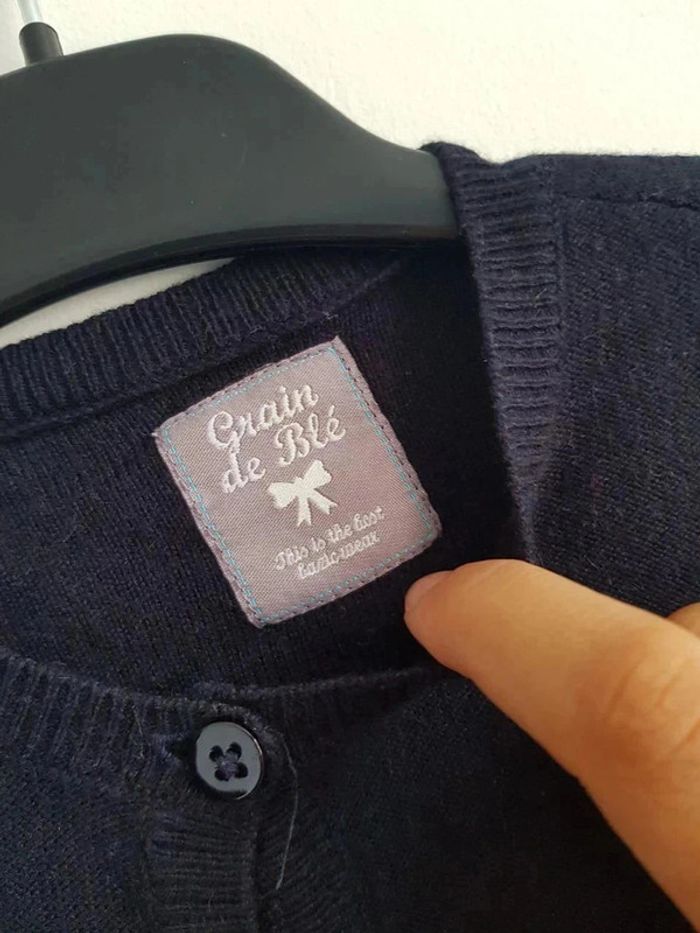 Grain
de Blé
This is the best
basic-wear